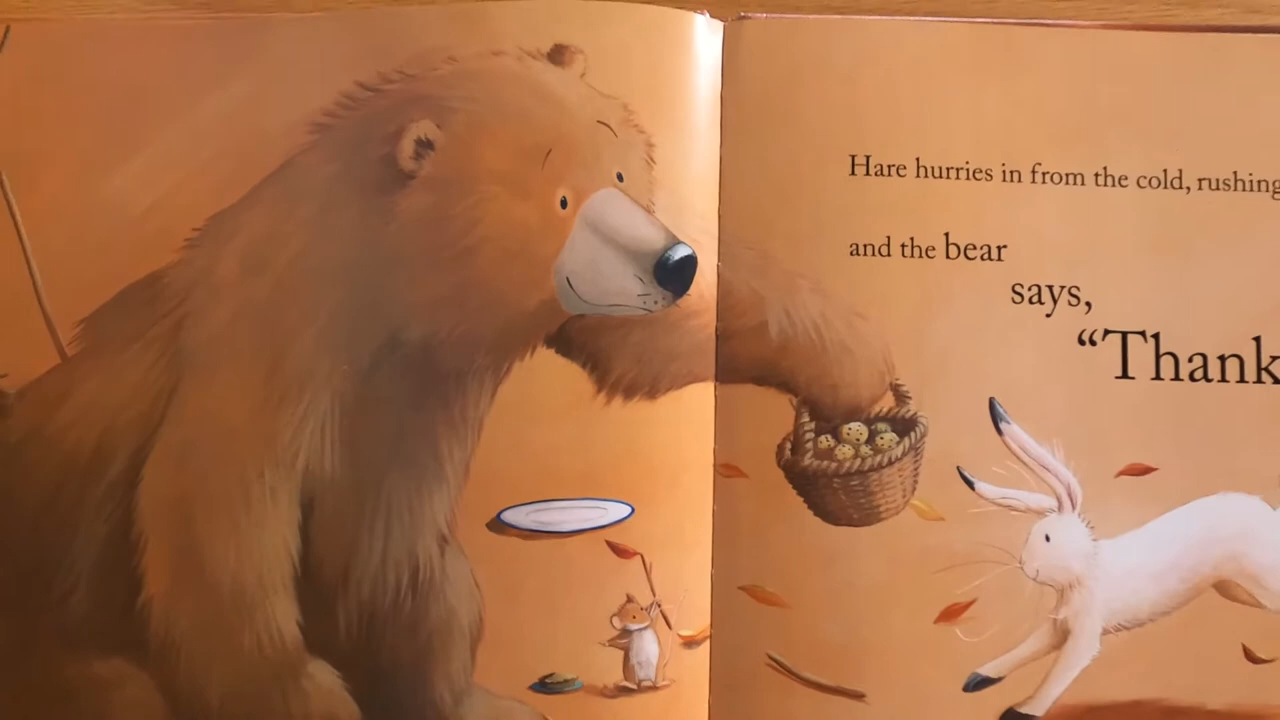 Hare hurries in from the cold, rushing
and the bear
says,
“Thank